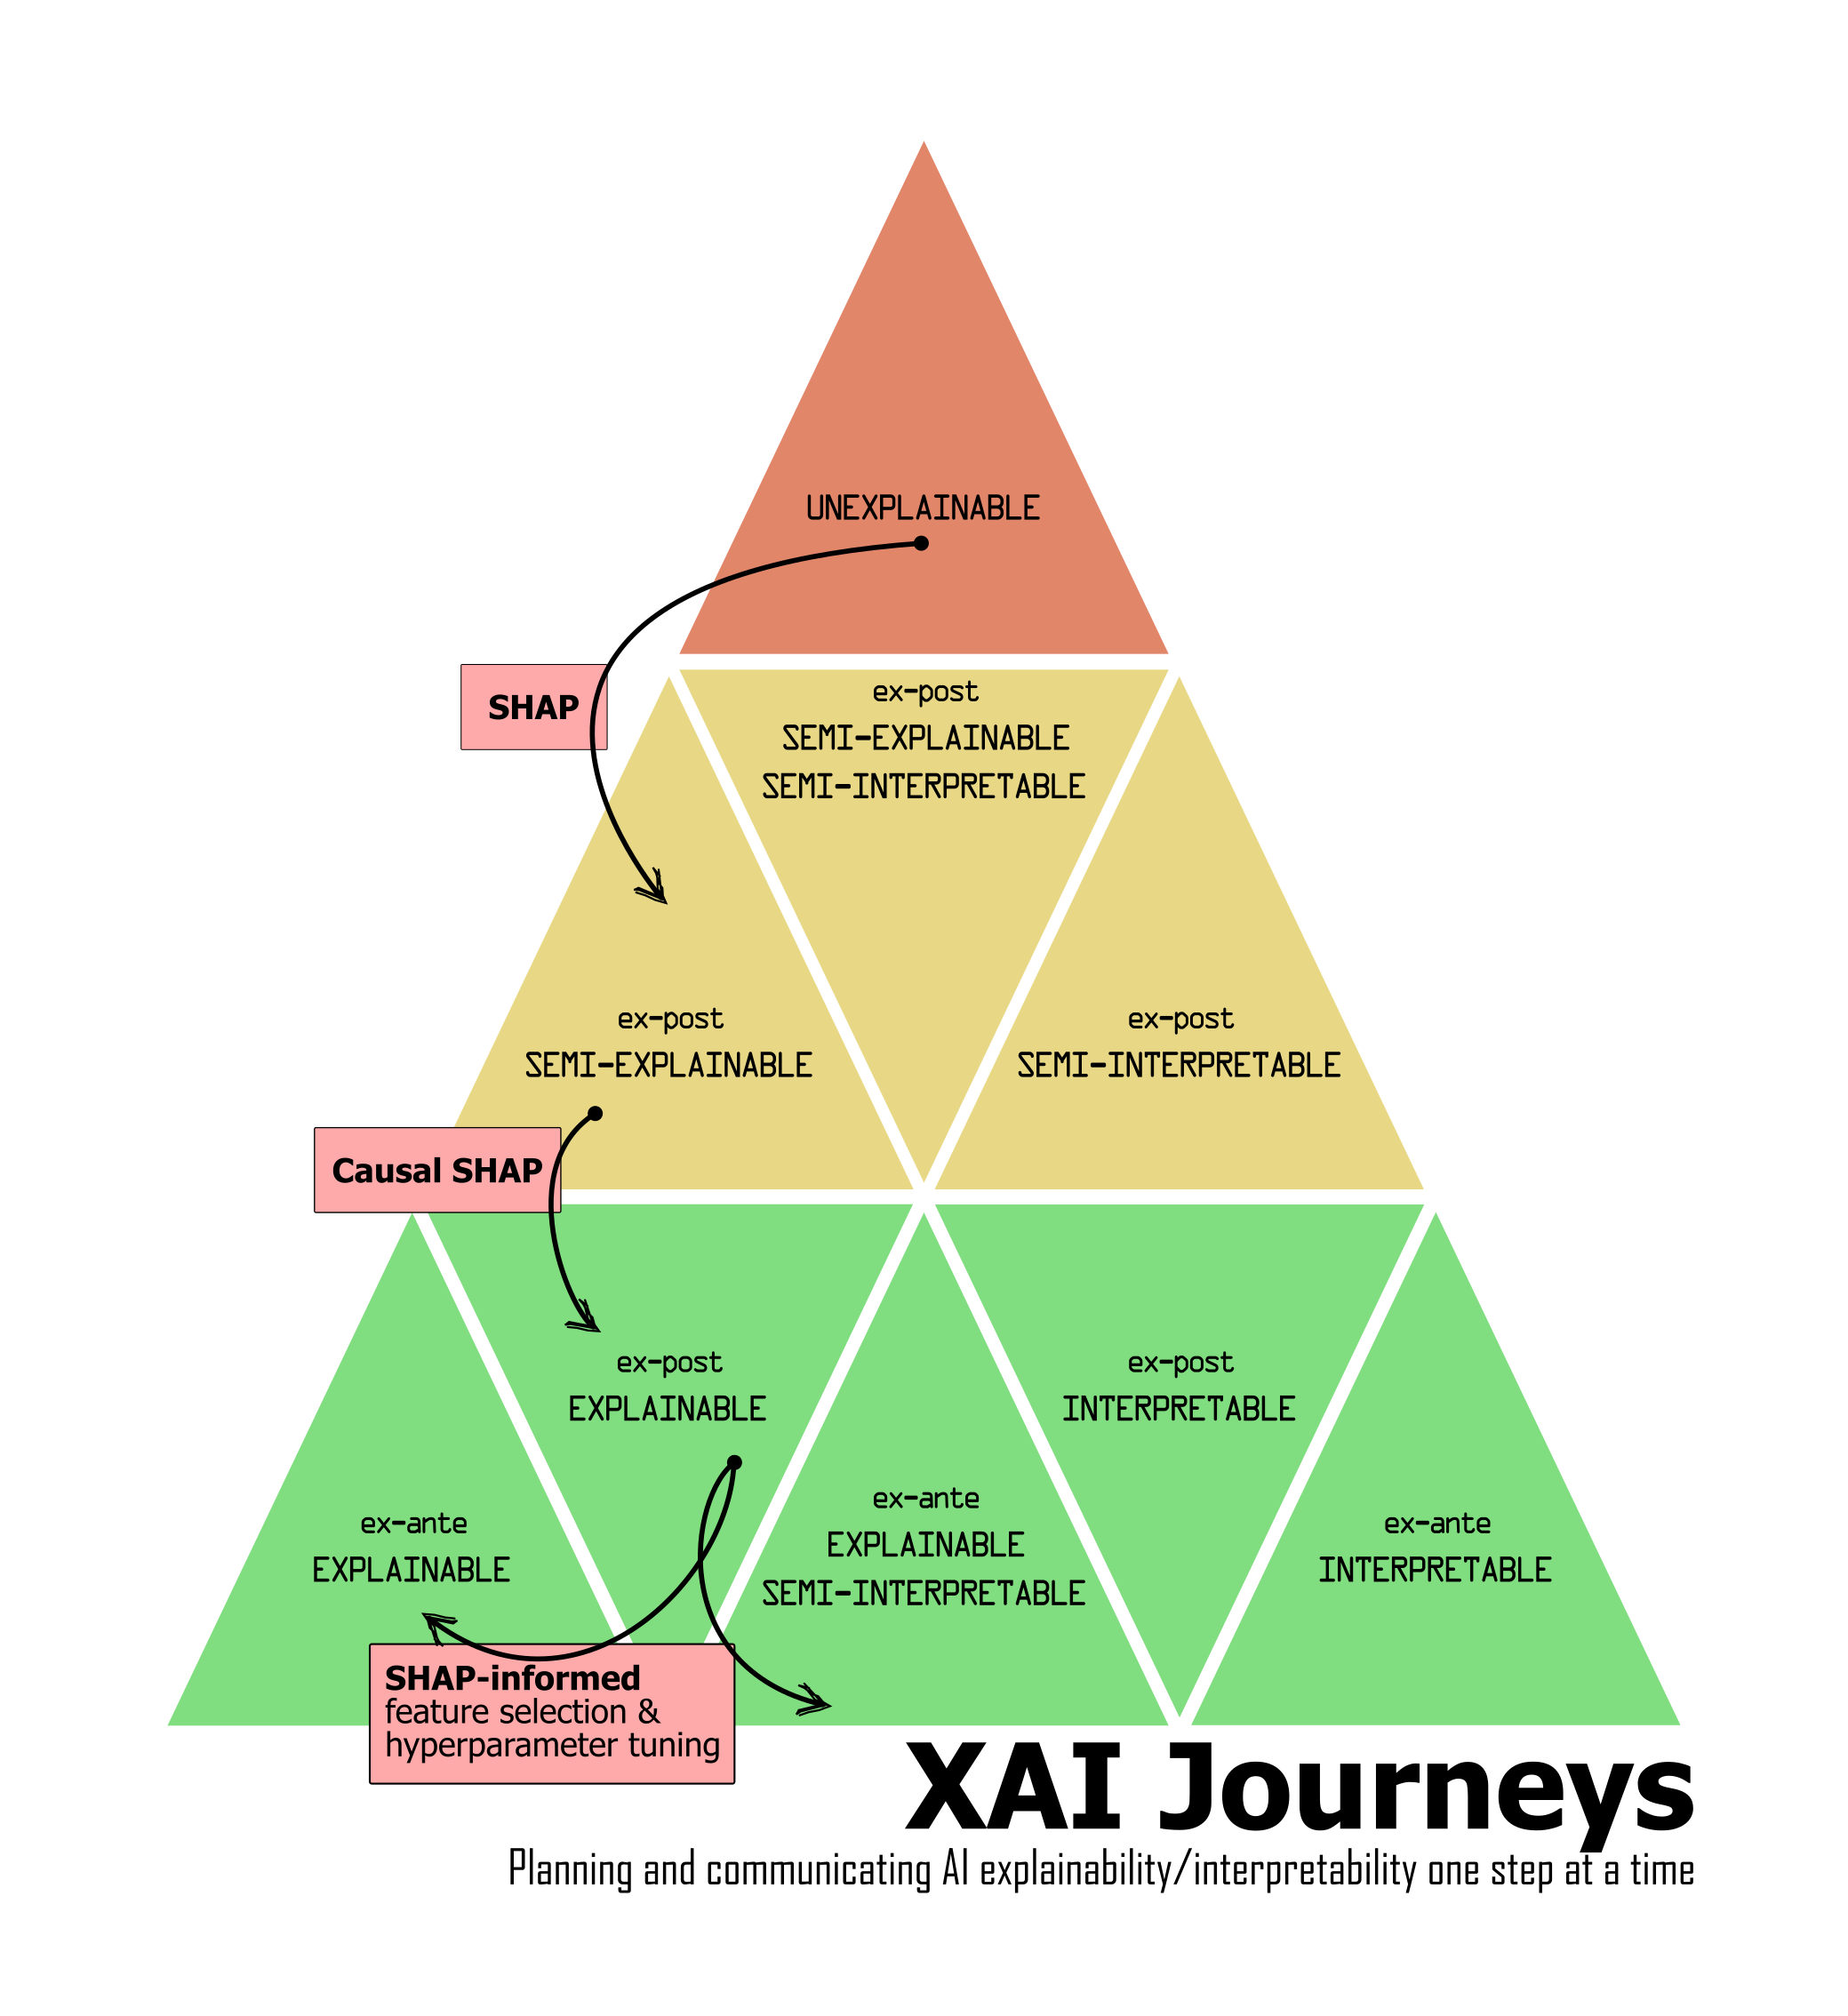 UNEXPLAINABLE
SHAP
ex-post
SEMI-EXPLAINABLE
SEMI-INTERPRETABLE
ex-post
SEMI-EXPLAINABLE
ex-post
SEMI-INTERPRETABLE
Causal SHAP
ex-post
EXPLAINABLE
ex-post
INTERPRETABLE
ex-ante
EXPLAINABLE
ex-ante
EXPLAINABLE
SEMI-INTERPRETABLE
ex-ante
INTERPRETABLE
SHAP-informed
feature selection &
hyperparameter tuning
XAI Journeys
Planning and communicating AI explainability/interpretability one step at a time